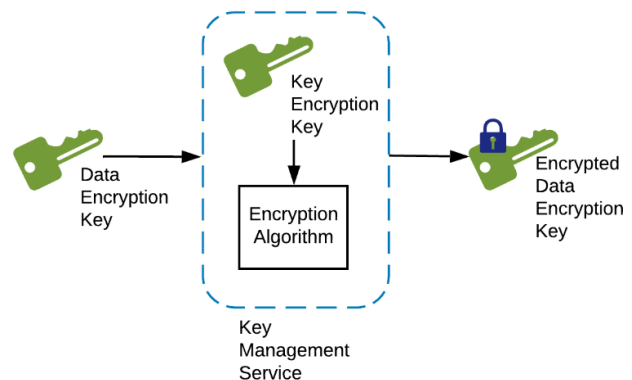 Data
Encryption
Key
Key
Encryption
Key
Encryption
Algorithm
Key
Management
Service
Encrypted
Data
Encryption
Key